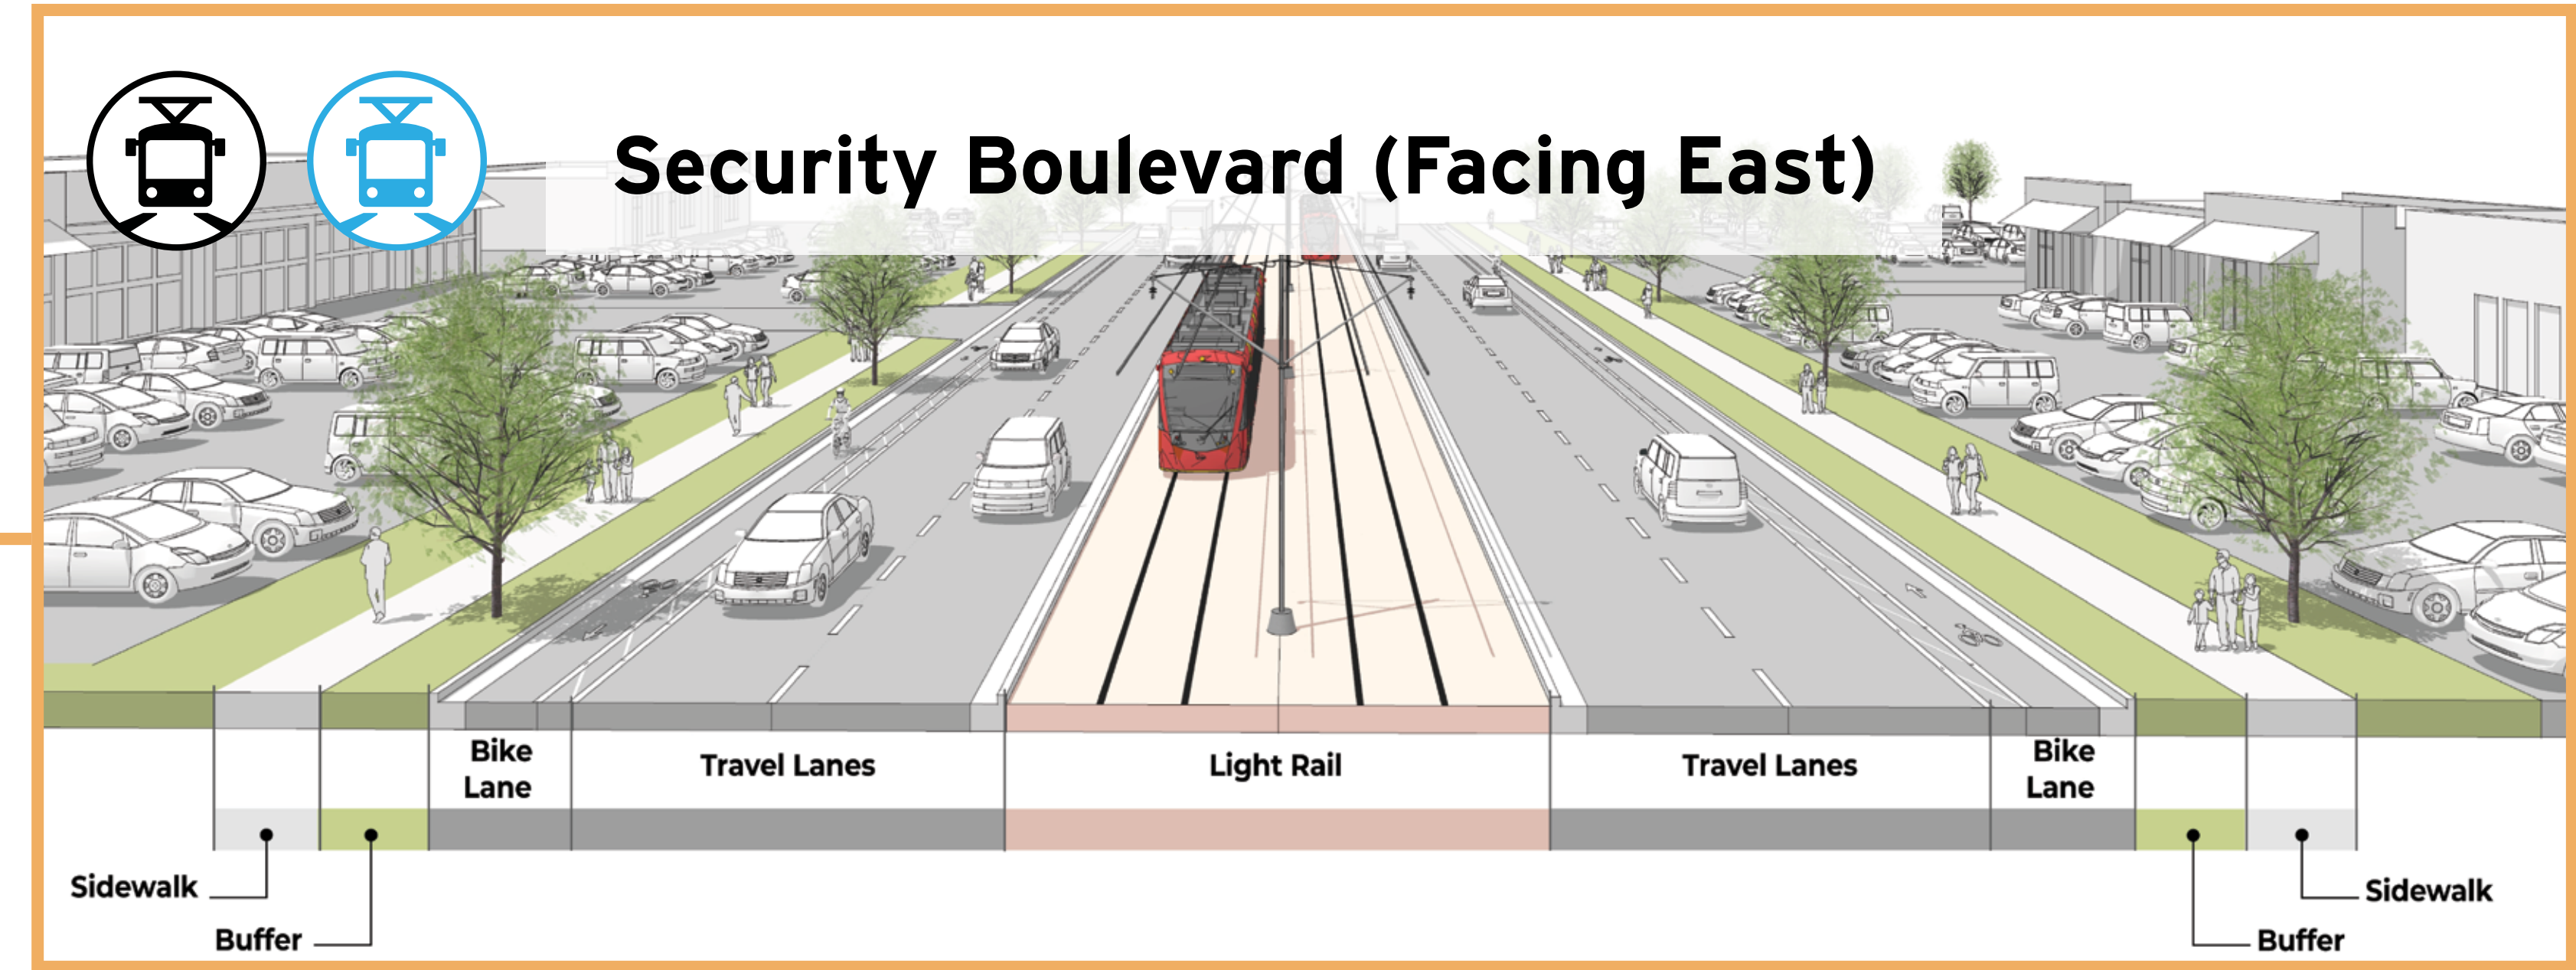 Security Boulevard (Facing East)
Bike
Lane
Travel Lanes
Light Rail
Travel Lanes
Bike
Lane
Sidewalk
Buffer
Sidewalk
Buffer